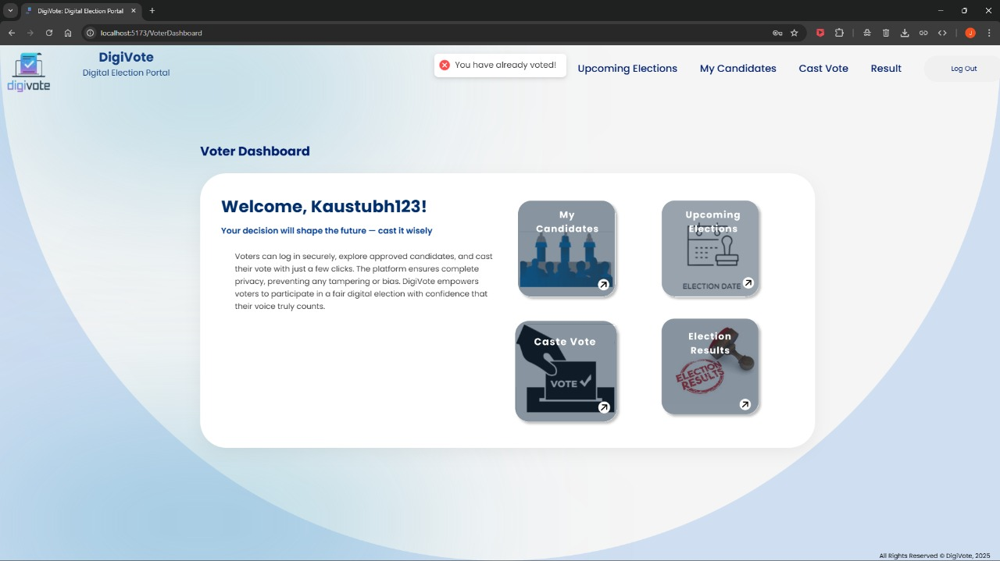 DigiVote: Digital Election Portal
localhost:5173/VoterDashboard
J
digivote
DigiVote
Digital Election Portal
You have already voted!
Upcoming Elections
My Candidates
Cast Vote
Result
Log Out
Voter Dashboard
Welcome, Kaustubh123!
Your decision will shape the future — cast it wisely
Voters can log in securely, explore approved candidates, and cast
their vote with just a few clicks. The platform ensures complete
privacy, preventing any tampering or bias. DigiVote empowers
voters to participate in a fair digital election with confidence that
their voice truly counts.
My
Candidates
Upcoming
Elections
ELECTION DATE
Caste Vote
VOTE
Election
Results
ELECTION
RESULTS
All Rights Reserved © DigiVote, 2025